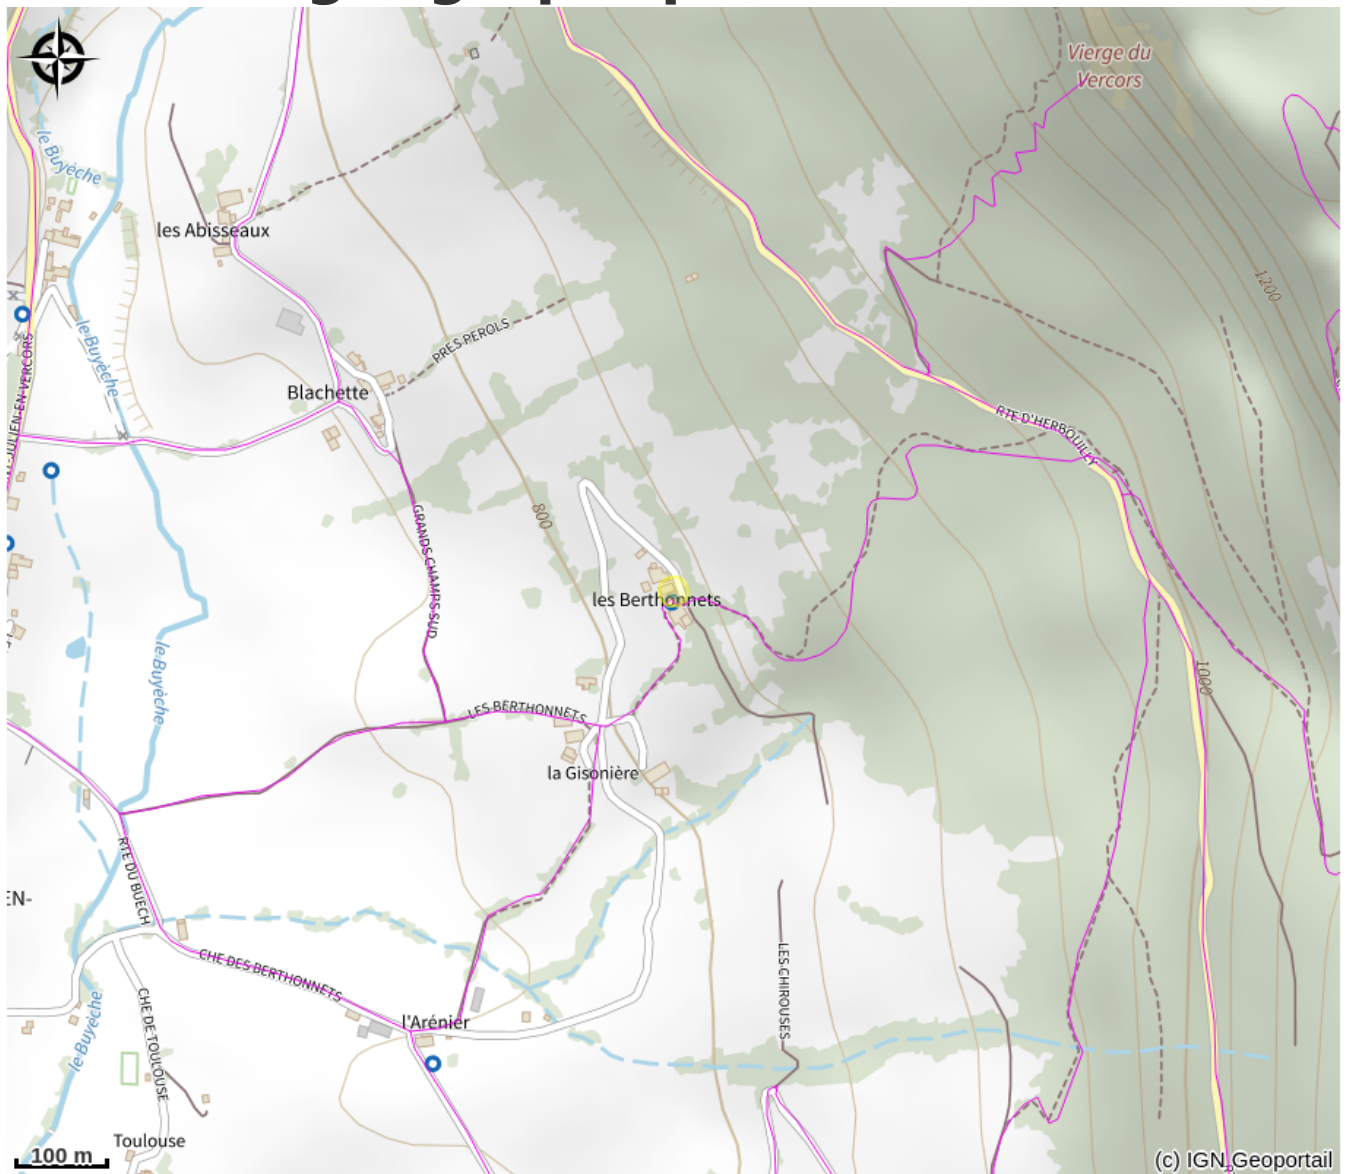 Vierge du
Vercors
le Buyèche
les Abisseaux
1200
le Buyèche
PRES PEROLS
Blachette
RTE D'HERBOUILLY
800
GRANDS CHAMPS SUD
les Berthonnets
le Buyèche
1000
LES BERTHONNETS
la Gisonière
RTE DU BUECH
EN-
CHE DES BERTHONNETS
LES CHIROUSES
CHE DE TOULOUSE
l'Arénier
le Buyèche
Toulouse
100 m
(c) IGN Geoportail